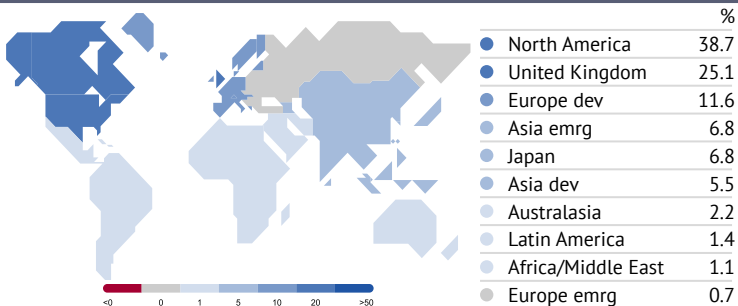 %
North America 38.7
United Kingdom 25.1
Europe dev 11.6
Asia emrg 6.8
Japan 6.8
Asia dev 5.5
Australasia 2.2
Latin America 1.4
Africa/Middle East 1.1
Europe emrg 0.7
<0 0 1 5 10 20 >50